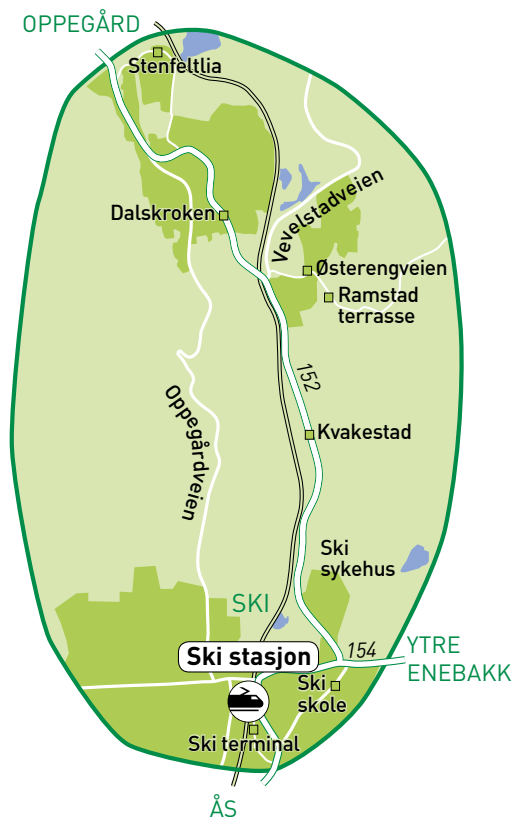 OPPEGÅRD
Stenfeltlia
Dalskroken
Vevelstadveien
Østerengveien
Ramstad
terrasse
152
Oppegårdveien
Kvakestad
Ski
sykehus
SKI
Ski stasjon
154
YTRE
ENEBAKK
Ski
skole
Ski terminal
ÅS